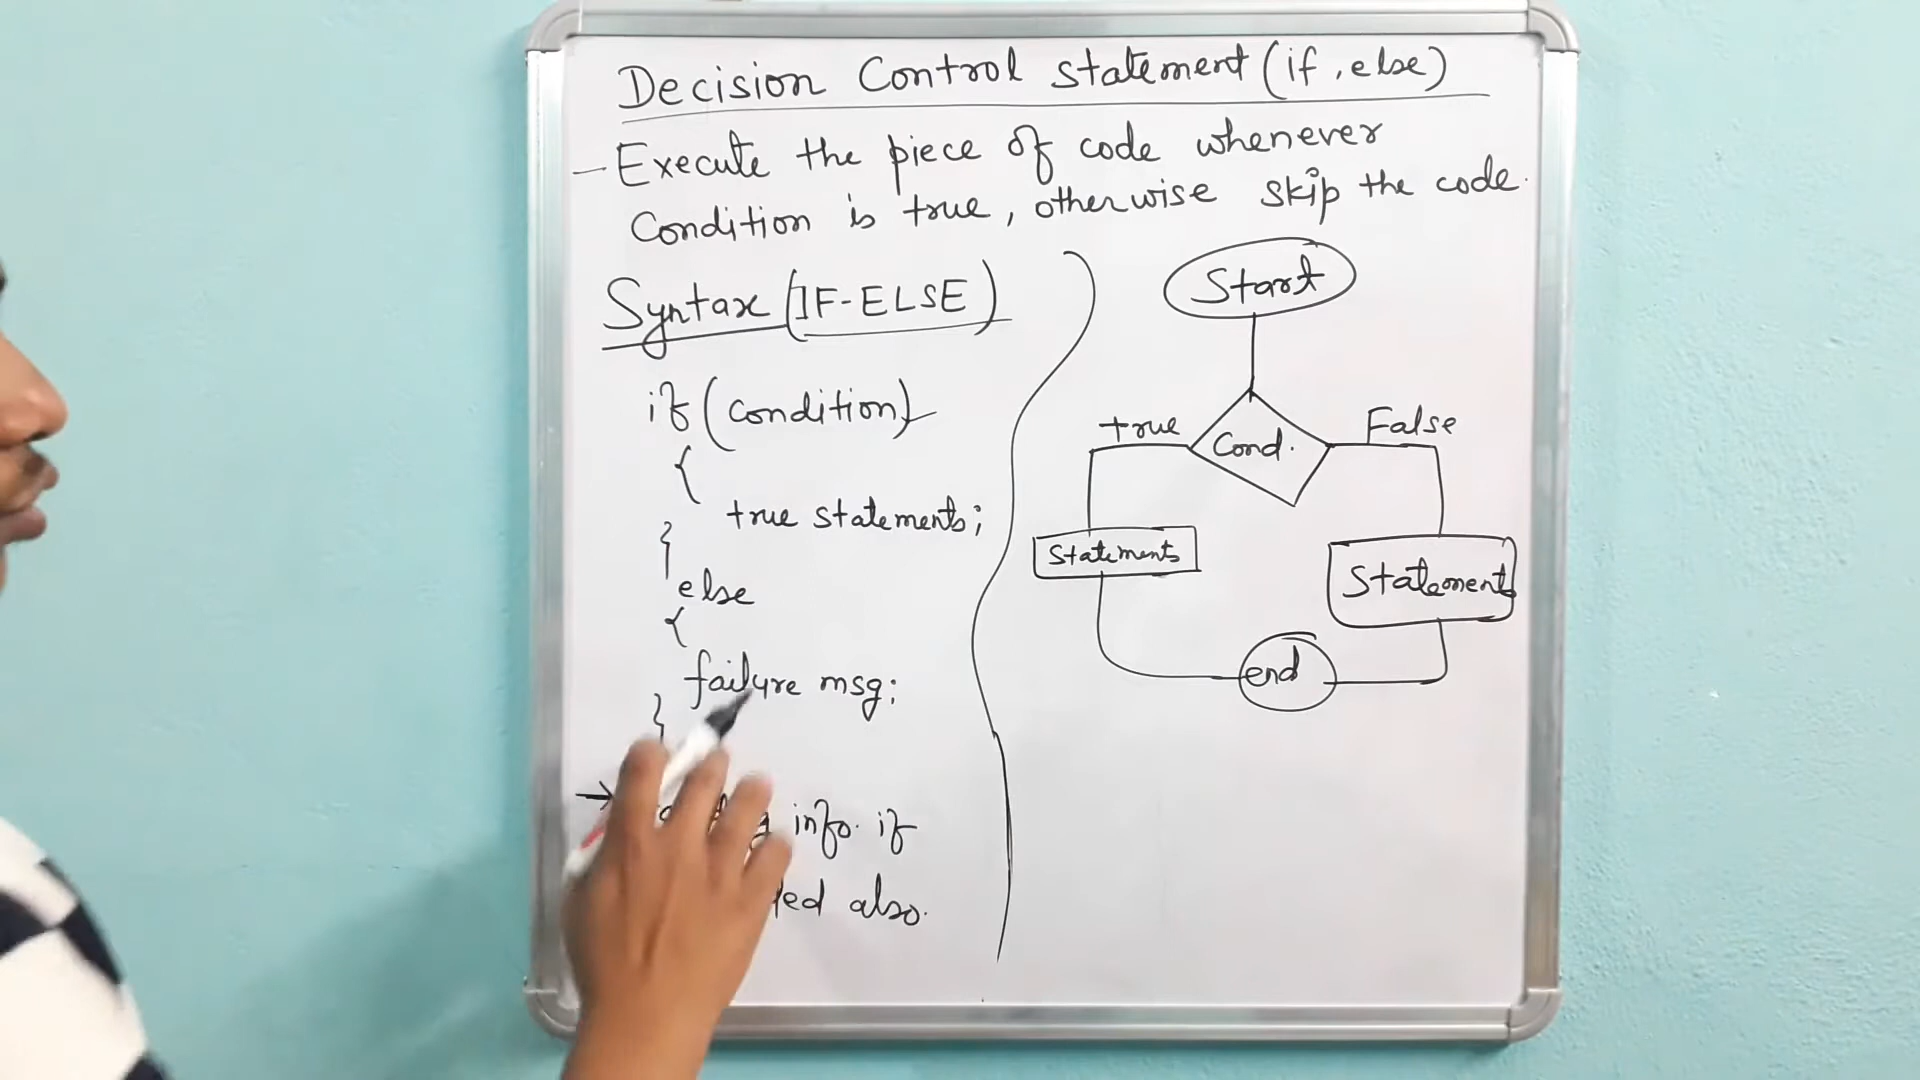 Decision Control statement (if, else)
- Execute the piece of code whenever
Condition is true, otherwise skip the code.
Syntax (IF-ELSE)
if (condition)
{
true statements;
}
else
{
failure msg;
}
→ info. if
also.
Start
Cond.
true
False
Statements
Statements
end